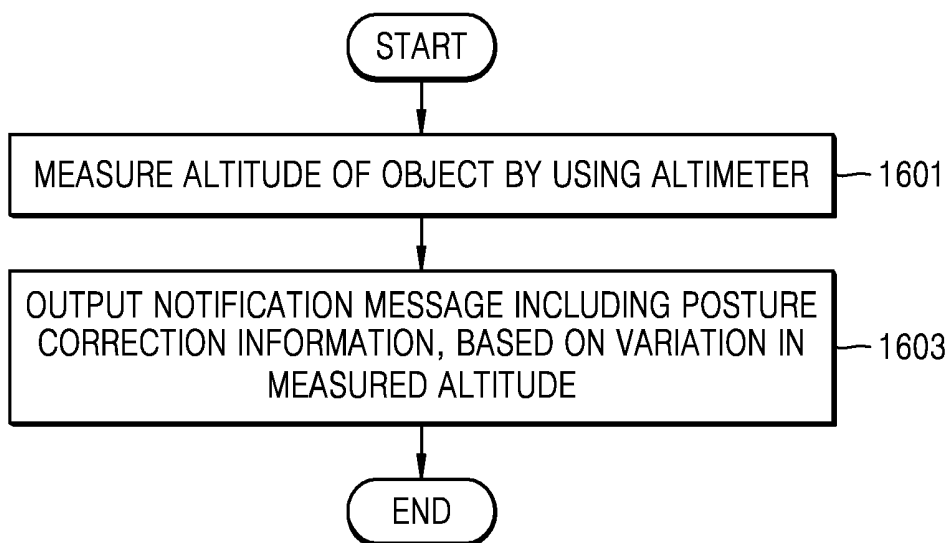 START
MEASURE ALTITUDE OF OBJECT BY USING ALTIMETER
1601
OUTPUT NOTIFICATION MESSAGE INCLUDING POSTURE
CORRECTION INFORMATION, BASED ON VARIATION IN
MEASURED ALTITUDE
1603
END